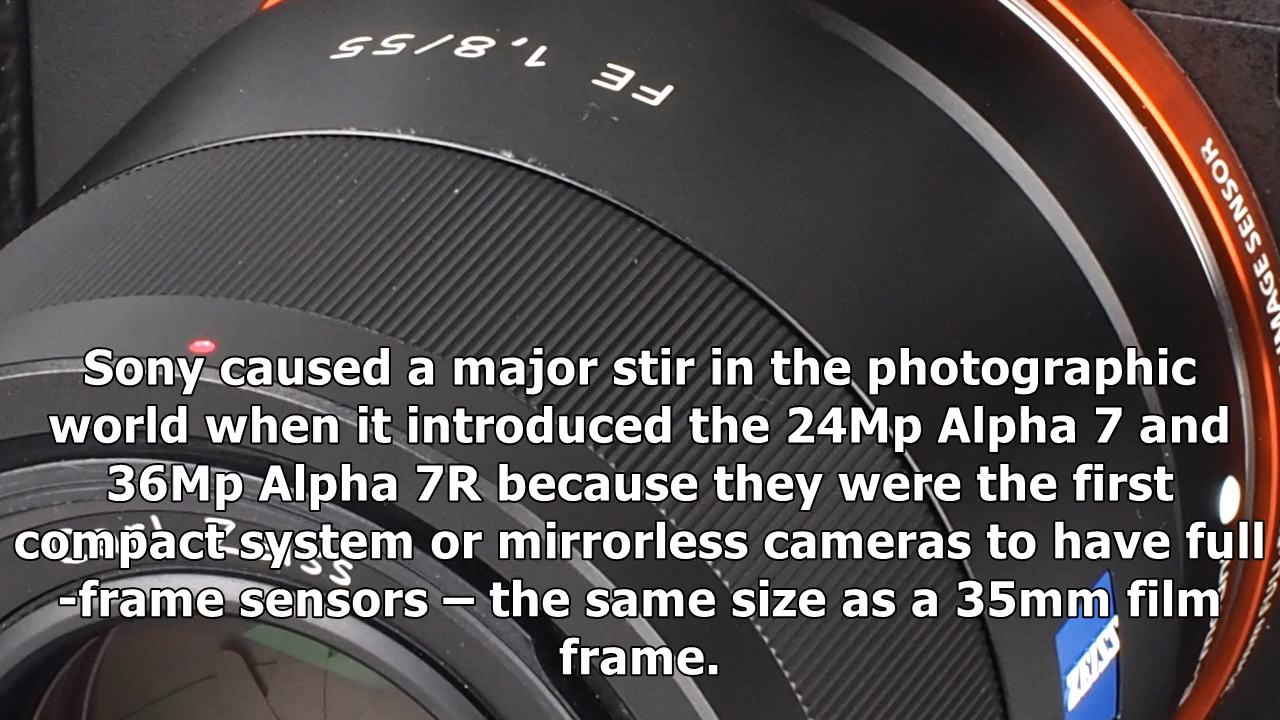 FE 1,8/55
IMAGE SENSOR
Sony caused a major stir in the photographic
world when it introduced the 24Mp Alpha 7 and
36Mp Alpha 7R because they were the first
compact system or mirrorless cameras to have full
-frame sensors – the same size as a 35mm film
frame.
ZEISS